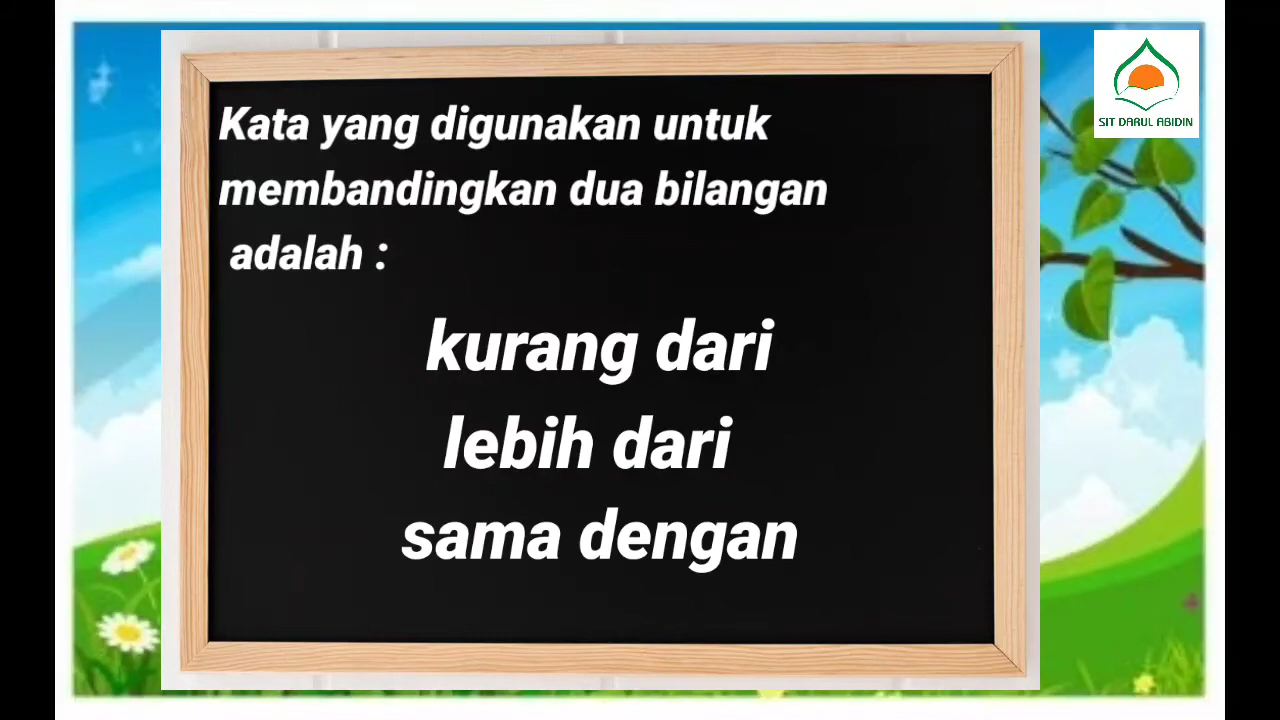 Kata yang digunakan untuk
membandingkan dua bilangan
adalah :
kurang dari
lebih dari
sama dengan
SIT DARUL ABIDIN